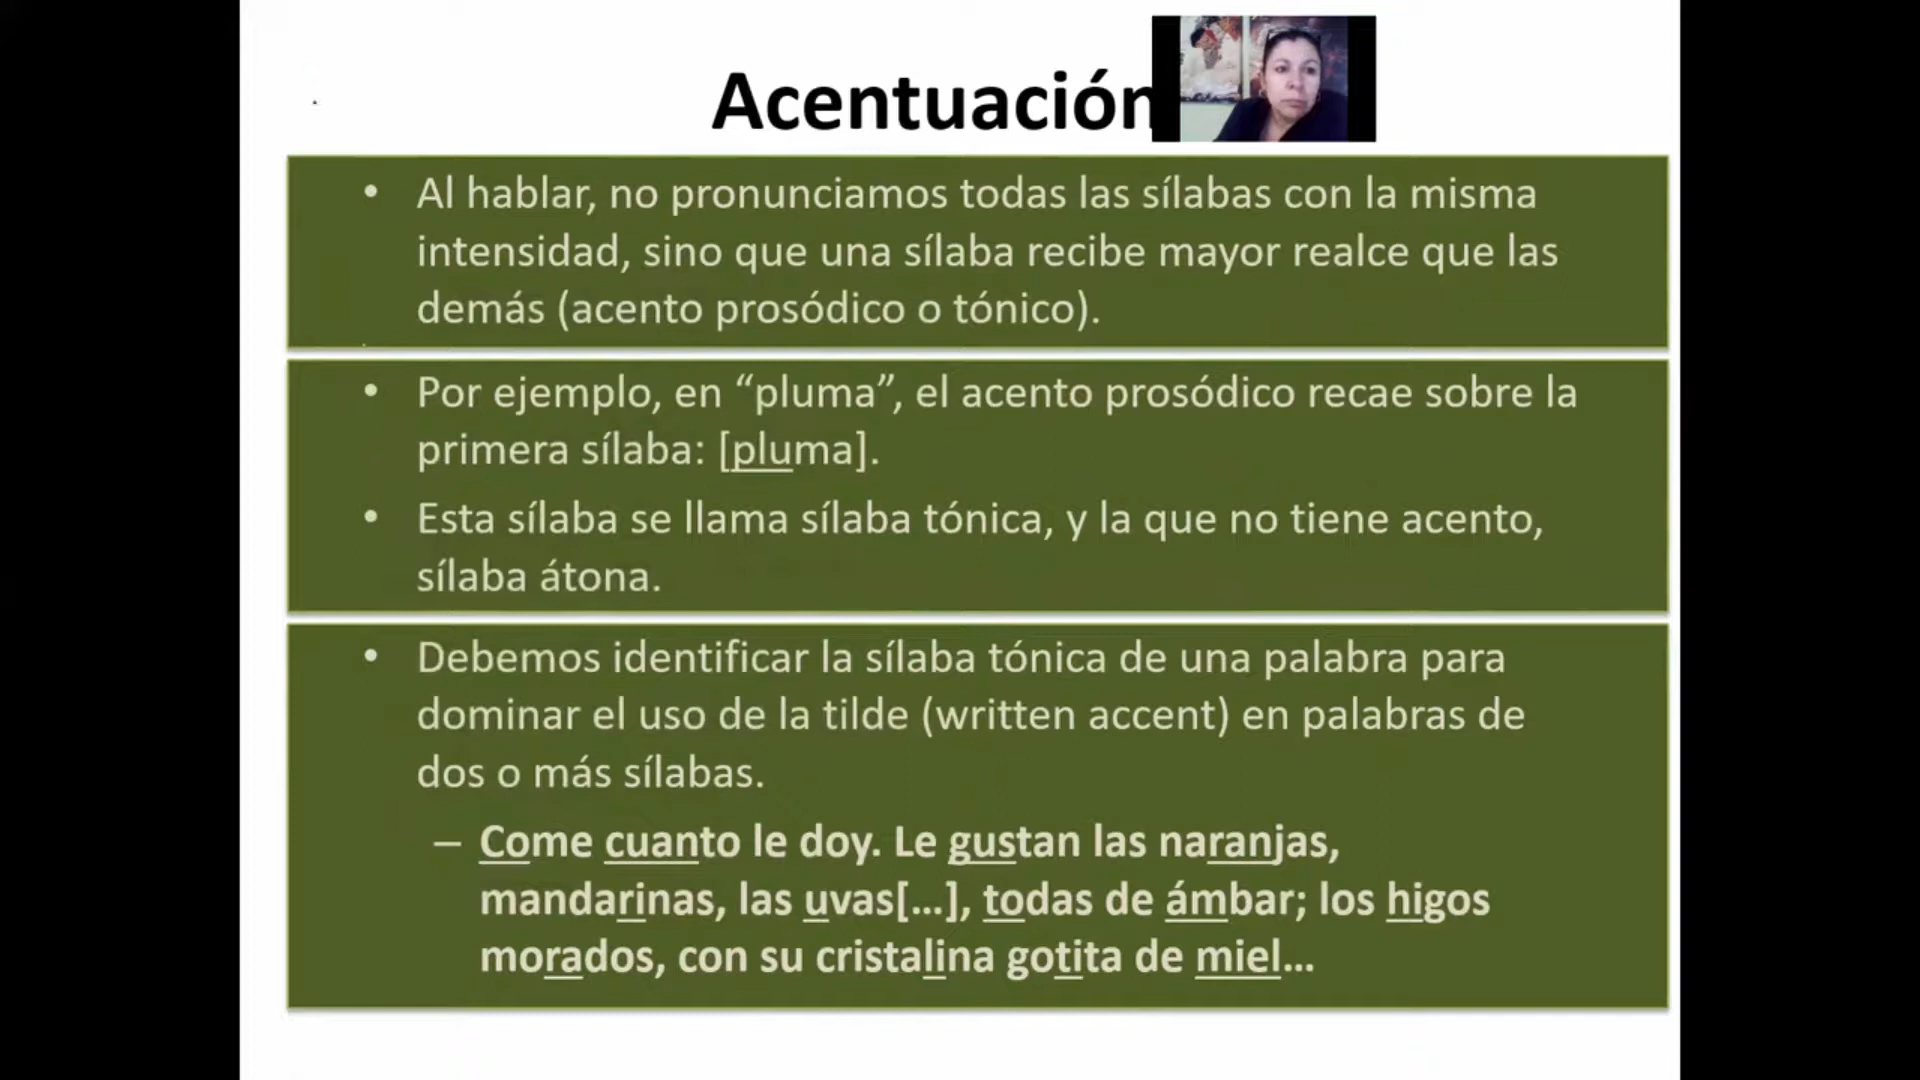 Acentuación
• Al hablar, no pronunciamos todas las sílabas con la misma
intensidad, sino que una sílaba recibe mayor realce que las
demás (acento prosódico o tónico).
• Por ejemplo, en “pluma”, el acento prosódico recae sobre la
primera sílaba: [pluma].
• Esta sílaba se llama sílaba tónica, y la que no tiene acento,
sílaba átona.
• Debemos identificar la sílaba tónica de una palabra para
dominar el uso de la tilde (written accent) en palabras de
dos o más sílabas.
– Come cuanto le doy. Le gustan las naranjas,
mandarinas, las uvas[…], todas de ámbar; los higos
morados, con su cristalina gotita de miel…